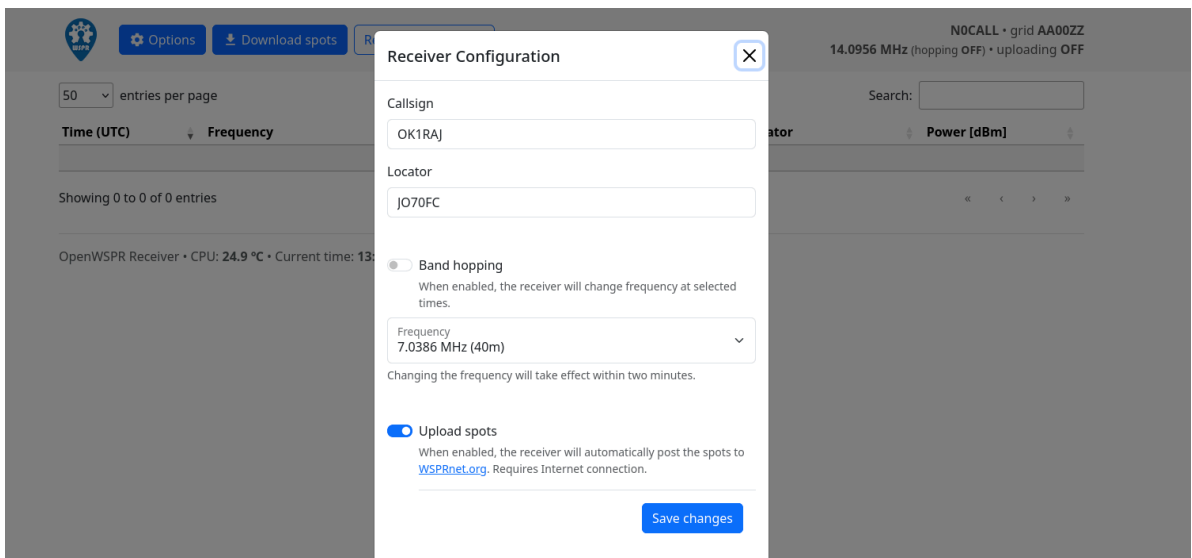 WSPR
Options
Download spots
Re
N0CALL • grid AA00ZZ
14.0956 MHz (hopping OFF) • uploading OFF
50 entries per page
Search:
Time (UTC) Frequency ator Power [dBm]
Showing 0 to 0 of 0 entries
« ‹ › »
OpenWSPR Receiver • CPU: 24.9 °C • Current time: 13:
Receiver Configuration
Callsign
OK1RAJ
Locator
JO70FC
Band hopping
When enabled, the receiver will change frequency at selected
times.
Frequency
7.0386 MHz (40m)
Changing the frequency will take effect within two minutes.
Upload spots
When enabled, the receiver will automatically post the spots to
WSPRnet.org. Requires Internet connection.
Save changes